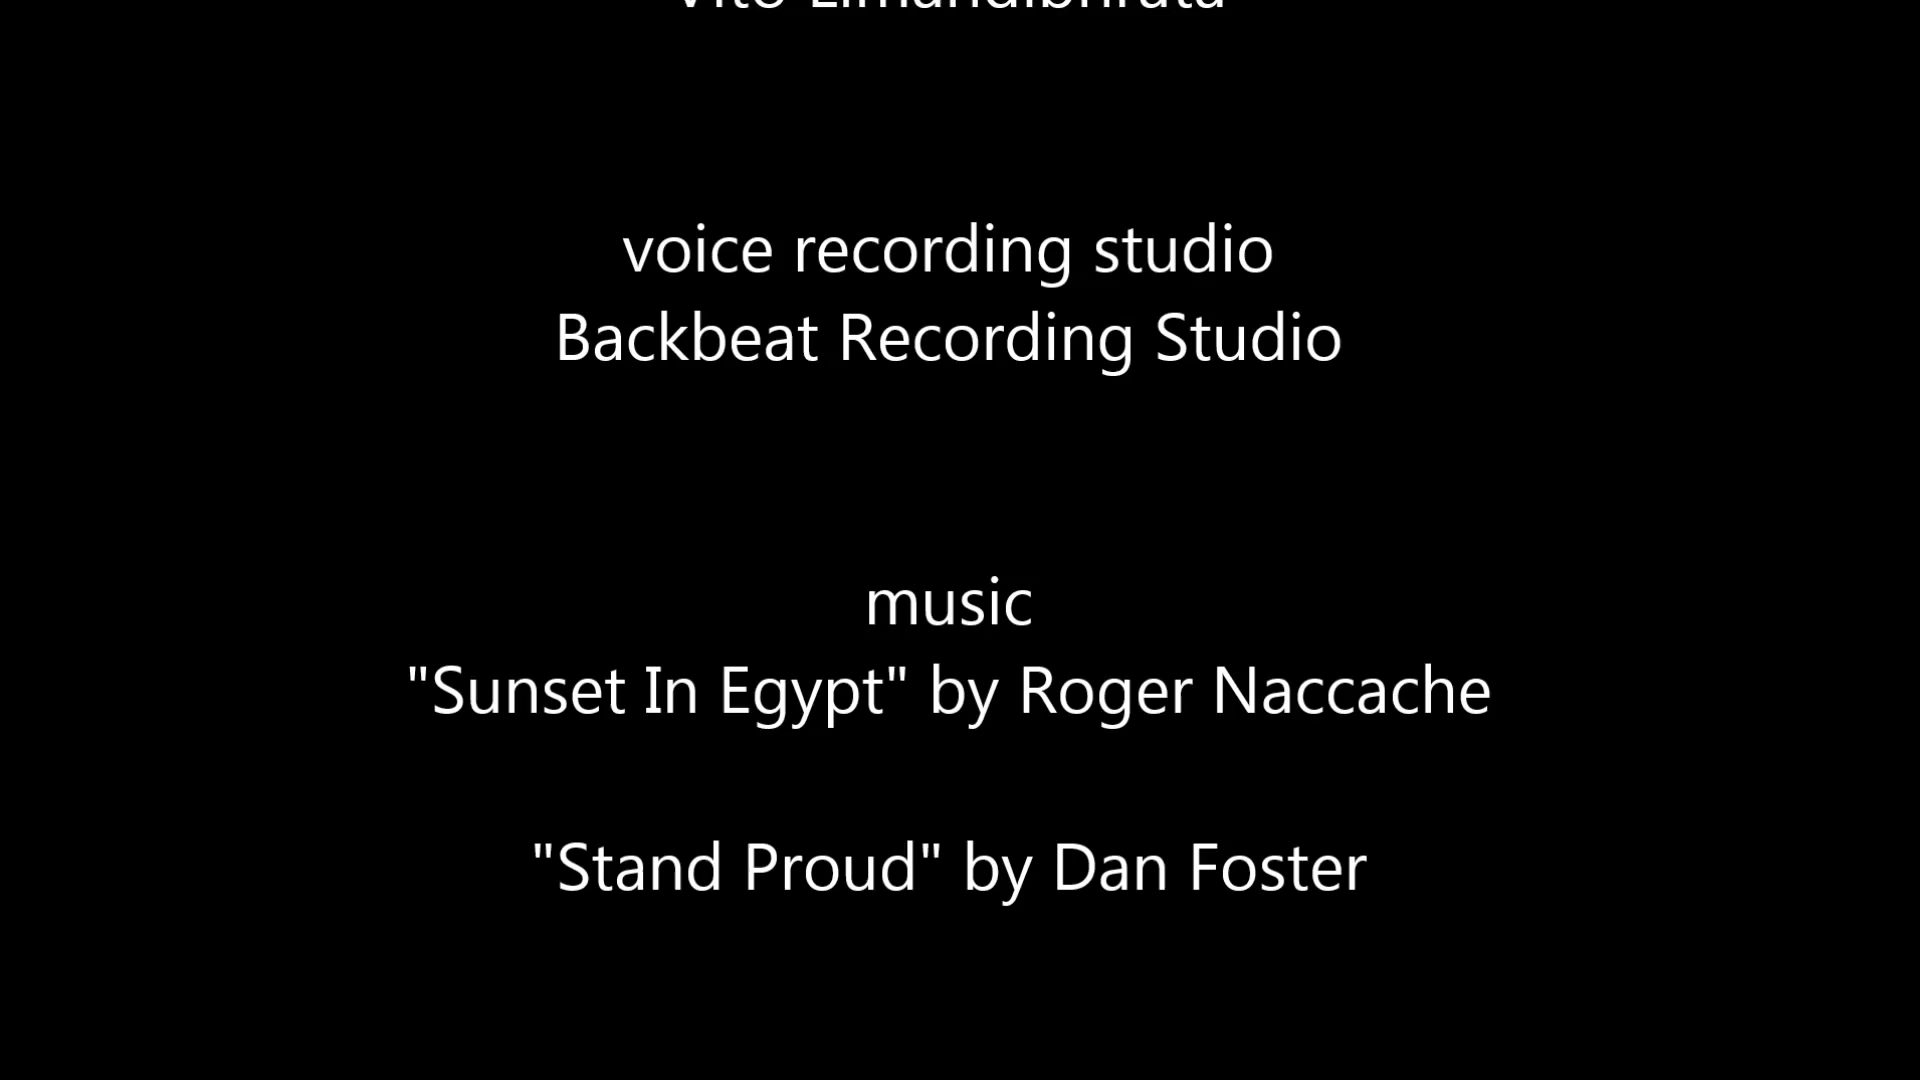 voice recording studio
Backbeat Recording Studio
music
"Sunset In Egypt" by Roger Naccache
"Stand Proud" by Dan Foster